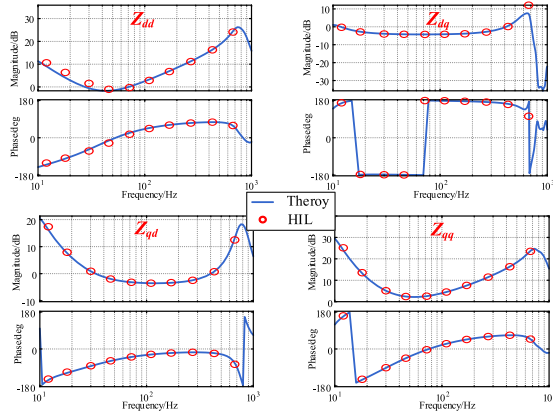 Z_dd
Magnitude/dB
30
20
10
0
Phase/deg
180
0
-180
10^1
10^2
10^3
Frequency/Hz
Z_dq
Magnitude/dB
10
0
-10
-20
-30
Phase/deg
180
0
-180
10^1
10^2
10^3
Frequency/Hz
Theroy
HIL
Z_qd
Magnitude/dB
20
10
0
-10
Phase/deg
180
0
-180
10^1
10^2
10^3
Frequency/Hz
Z_qq
Magnitude/dB
30
20
10
0
Phase/deg
180
0
-180
10^1
10^2
10^3
Frequency/Hz